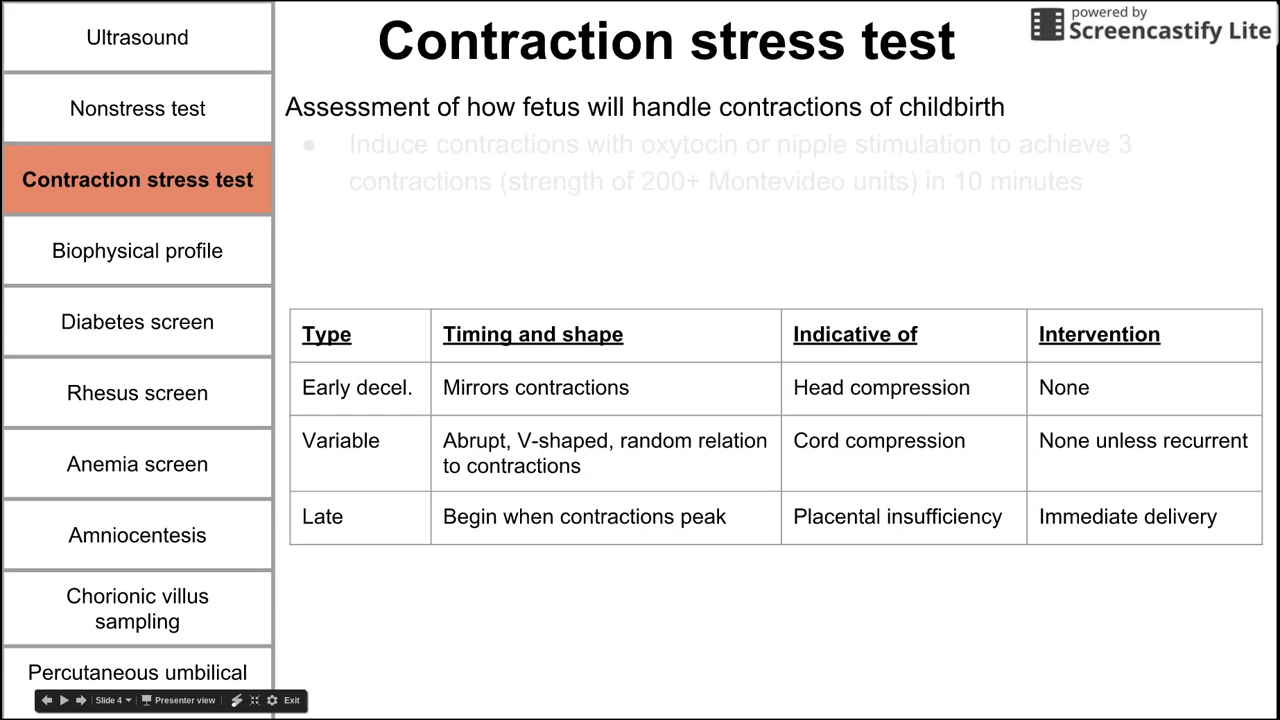 Ultrasound
Nonstress test
Contraction stress test
Biophysical profile
Diabetes screen
Rhesus screen
Anemia screen
Amniocentesis
Chorionic villus
sampling
Percutaneous umbilical
Slide 4
Presenter view
Exit
Contraction stress test
powered by
Screencastify Lite
Assessment of how fetus will handle contractions of childbirth
● Induce contractions with oxytocin or nipple stimulation to achieve 3
contractions (strength of 200+ Montevideo units) in 10 minutes
Type Timing and shape Indicative of Intervention
Early decel. Mirrors contractions Head compression None
Variable Abrupt, V-shaped, random relation Cord compression None unless recurrent
to contractions
Late Begin when contractions peak Placental insufficiency Immediate delivery